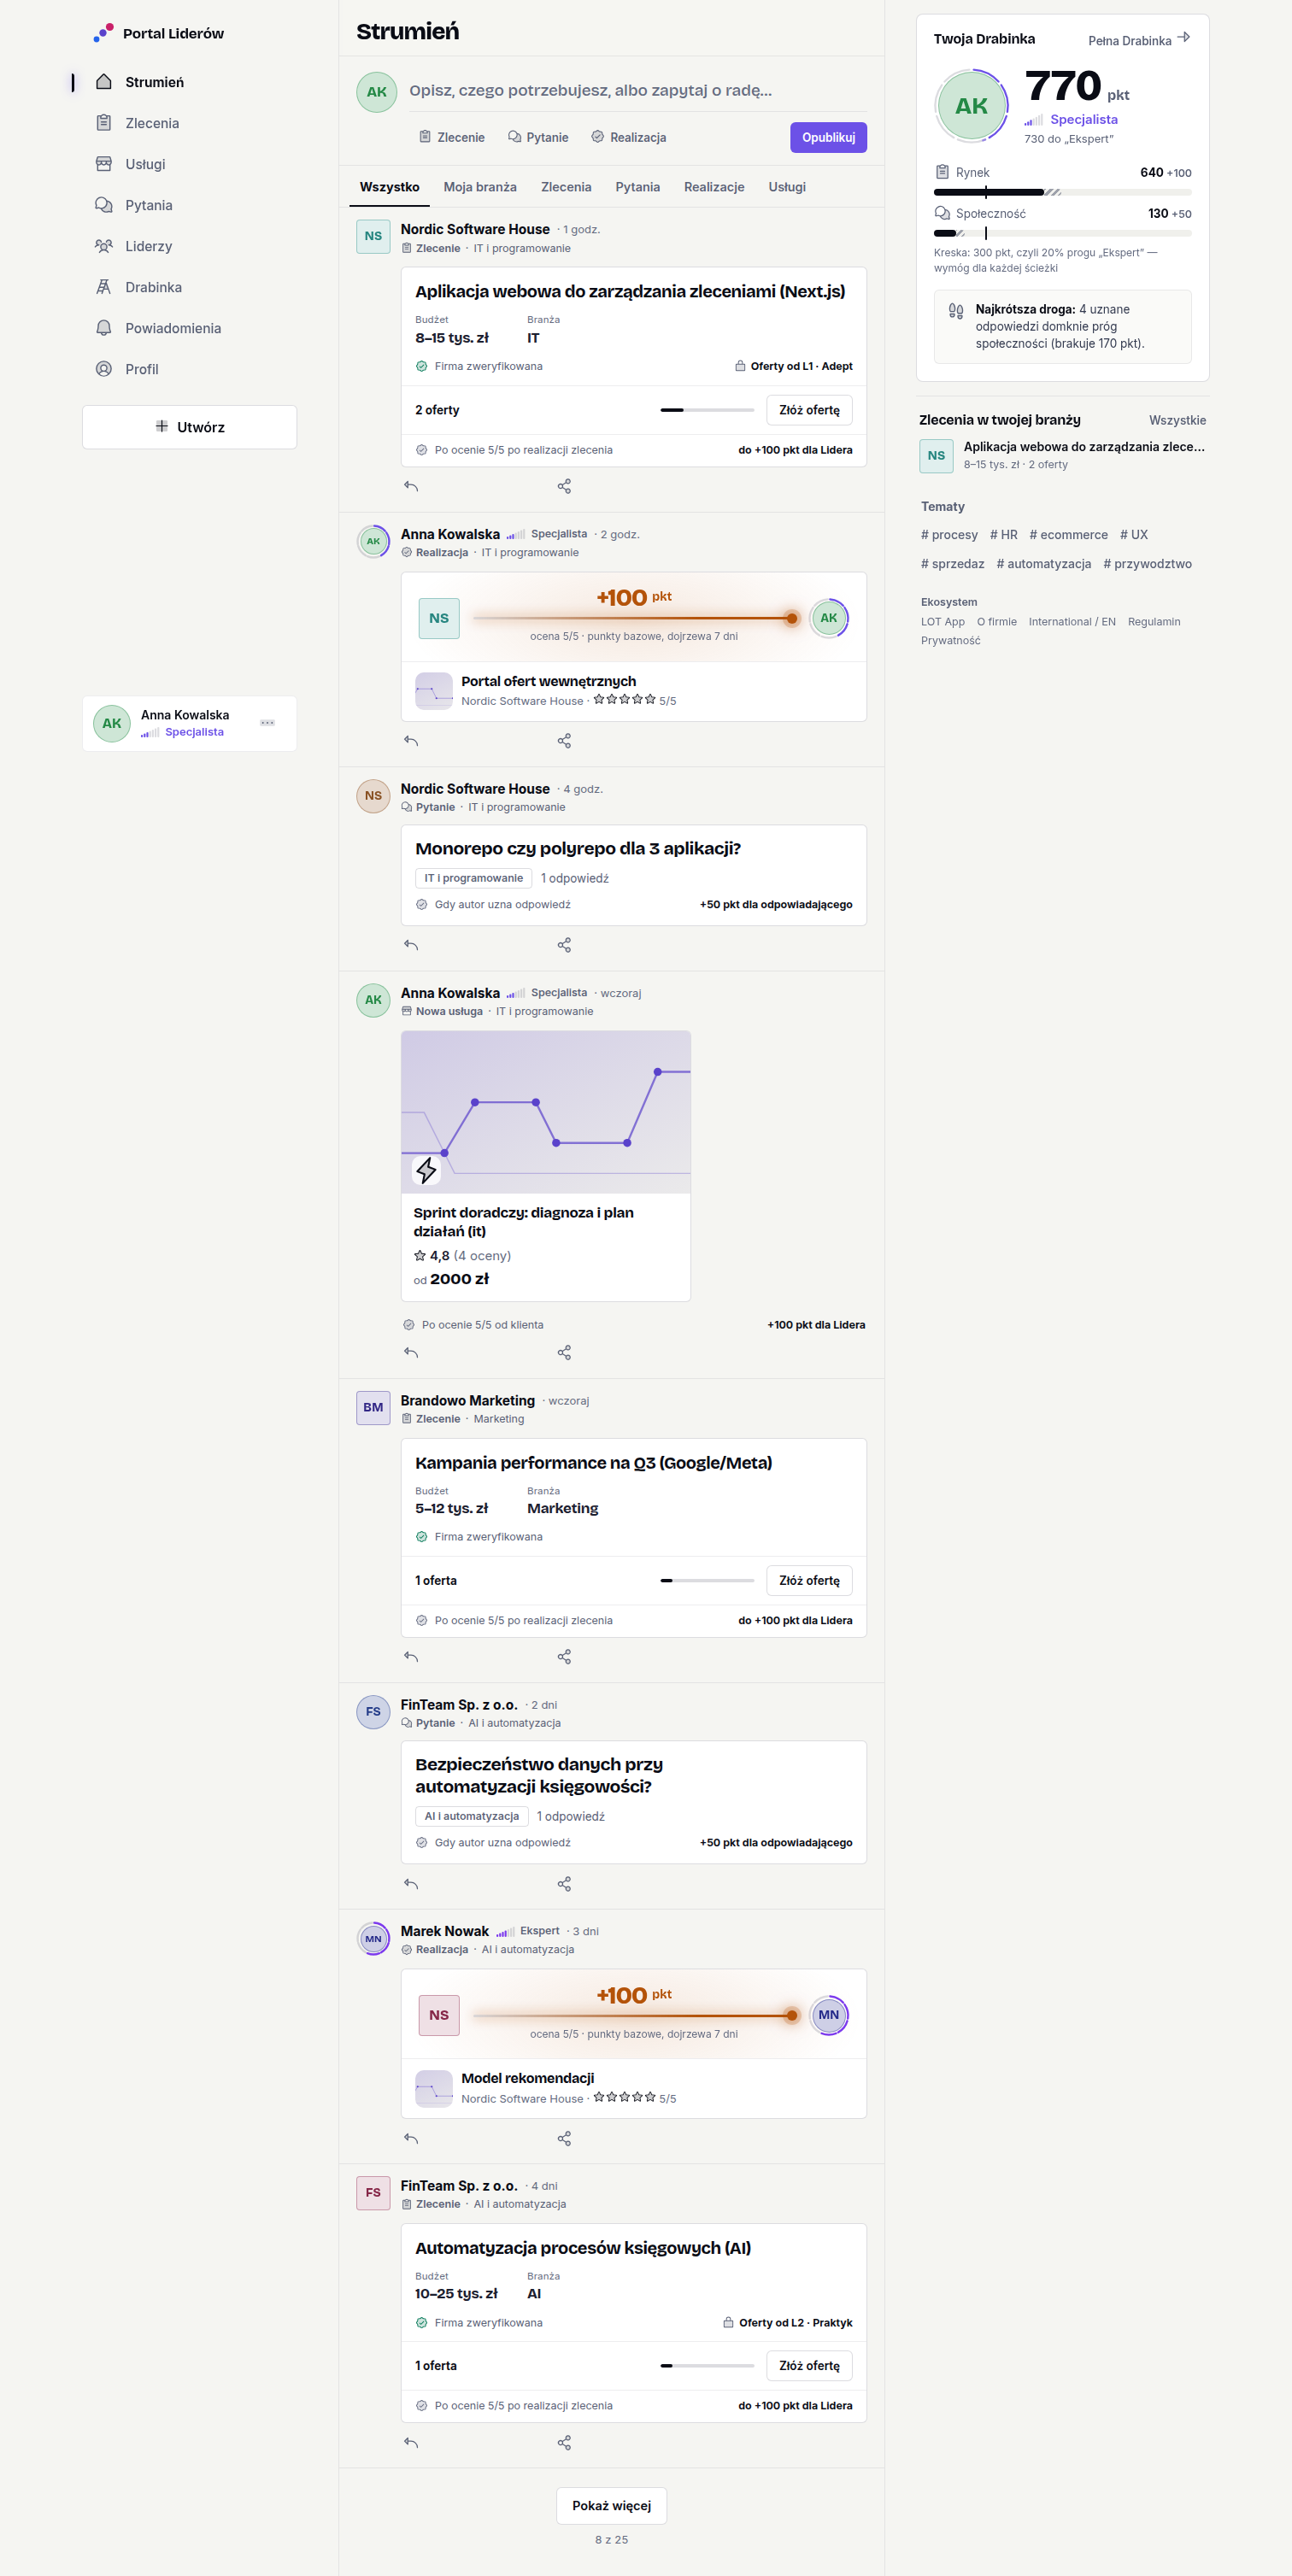 Portal Liderów
Strumień
Zlecenia
Usługi
Pytania
Liderzy
Drabinka
Powiadomienia
Profil
Utwórz
AK
Anna Kowalska
Specjalista
Strumień
AK
Opisz, czego potrzebujesz, albo zapytaj o radę...
Zlecenie Pytanie Realizacja Opublikuj
Wszystko Moja branża Zlecenia Pytania Realizacje Usługi
NS
Nordic Software House · 1 godz.
Zlecenie · IT i programowanie
Aplikacja webowa do zarządzania zleceniami (Next.js)
Budżet Branża
8–15 tys. zł IT
Firma zweryfikowana Oferty od L1 · Adept
2 oferty Złóż ofertę
Po ocenie 5/5 po realizacji zlecenia do +100 pkt dla Lidera
AK
Anna Kowalska Specjalista · 2 godz.
Realizacja · IT i programowanie
+100 pkt
NS AK
ocena 5/5 · punkty bazowe, dojrzewa 7 dni
Portal ofert wewnętrznych
Nordic Software House · 5/5
NS
Nordic Software House · 4 godz.
Pytanie · IT i programowanie
Monorepo czy polyrepo dla 3 aplikacji?
IT i programowanie 1 odpowiedź
Gdy autor uzna odpowiedź +50 pkt dla odpowiadającego
AK
Anna Kowalska Specjalista · wczoraj
Nowa usługa · IT i programowanie
Sprint doradczy: diagnoza i plan
działań (it)
4,8 (4 oceny)
od 2000 zł
Po ocenie 5/5 od klienta +100 pkt dla Lidera
BM
Brandowo Marketing · wczoraj
Zlecenie · Marketing
Kampania performance na Q3 (Google/Meta)
Budżet Branża
5–12 tys. zł Marketing
Firma zweryfikowana
1 oferta Złóż ofertę
Po ocenie 5/5 po realizacji zlecenia do +100 pkt dla Lidera
FS
FinTeam Sp. z o.o. · 2 dni
Pytanie · AI i automatyzacja
Bezpieczeństwo danych przy
automatyzacji księgowości?
AI i automatyzacja 1 odpowiedź
Gdy autor uzna odpowiedź +50 pkt dla odpowiadającego
MN
Marek Nowak Ekspert · 3 dni
Realizacja · AI i automatyzacja
+100 pkt
NS MN
ocena 5/5 · punkty bazowe, dojrzewa 7 dni
Model rekomendacji
Nordic Software House · 5/5
FS
FinTeam Sp. z o.o. · 4 dni
Zlecenie · AI i automatyzacja
Automatyzacja procesów księgowych (AI)
Budżet Branża
10–25 tys. zł AI
Firma zweryfikowana Oferty od L2 · Praktyk
1 oferta Złóż ofertę
Po ocenie 5/5 po realizacji zlecenia do +100 pkt dla Lidera
Pokaż więcej
8 z 25
Twoja Drabinka Pełna Drabinka
AK
770 pkt
Specjalista
730 do „Ekspert”
Rynek 640 +100
Społeczność 130 +50
Kreska: 300 pkt, czyli 20% progu „Ekspert” —
wymóg dla każdej ścieżki
Najkrótsza droga: 4 uznane
odpowiedzi domknie próg
społeczności (brakuje 170 pkt).
Zlecenia w twojej branży Wszystkie
NS
Aplikacja webowa do zarządzania zlece...
8–15 tys. zł · 2 oferty
Tematy
# procesy # HR # ecommerce # UX
# sprzedaz # automatyzacja # przywodztwo
Ekosystem
LOT App O firmie International / EN Regulamin
Prywatność